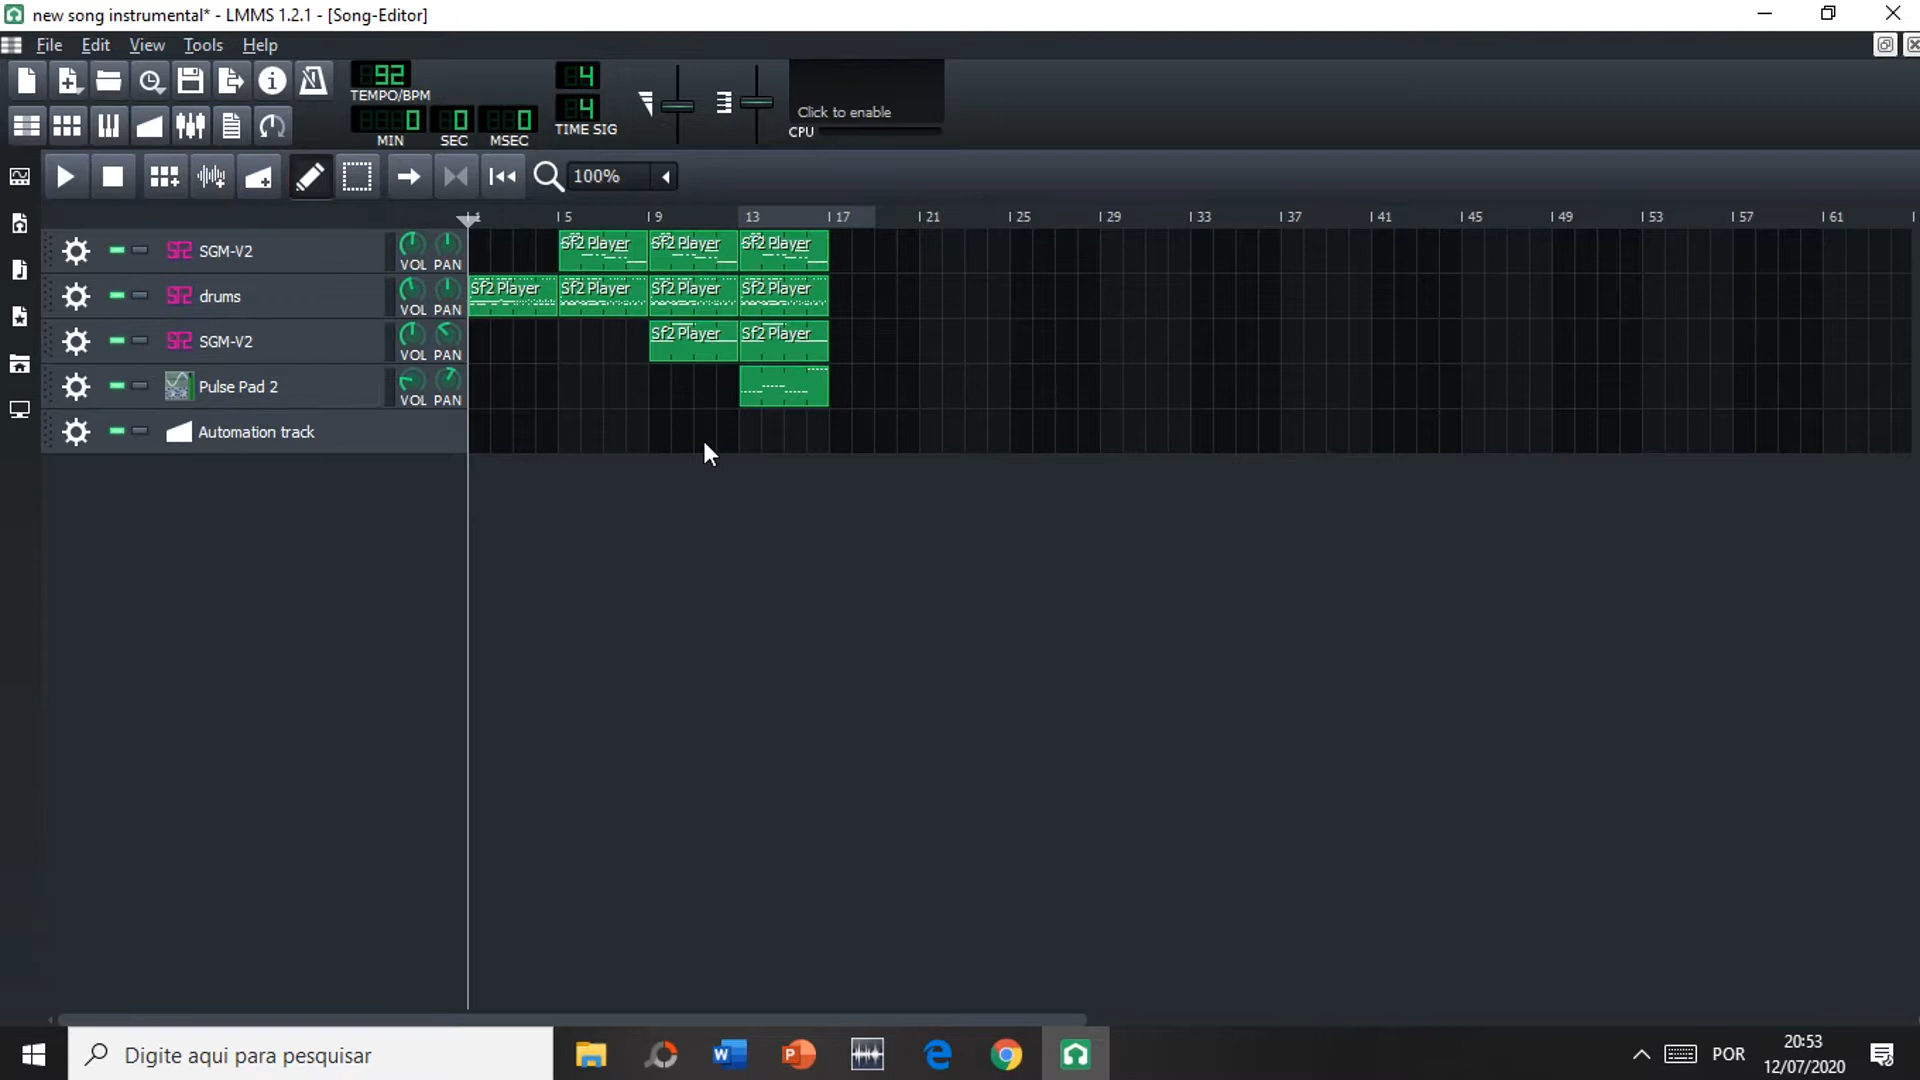 new song instrumental* - LMMS 1.2.1 - [Song-Editor]
File Edit View Tools Help
92
TEMPO/BPM
4
4
TIME SIG
0 0 0
MIN SEC MSEC
Click to enable
CPU
100%
1 5 9 13 17 21 25 29 33 37 41 45 49 53 57 61
SGM-V2 VOL PAN Sf2 Player Sf2 Player Sf2 Player
drums VOL PAN Sf2 Player Sf2 Player Sf2 Player Sf2 Player
SGM-V2 VOL PAN Sf2 Player Sf2 Player
Pulse Pad 2 VOL PAN
Automation track
Digite aqui para pesquisar
POR
20:53
12/07/2020